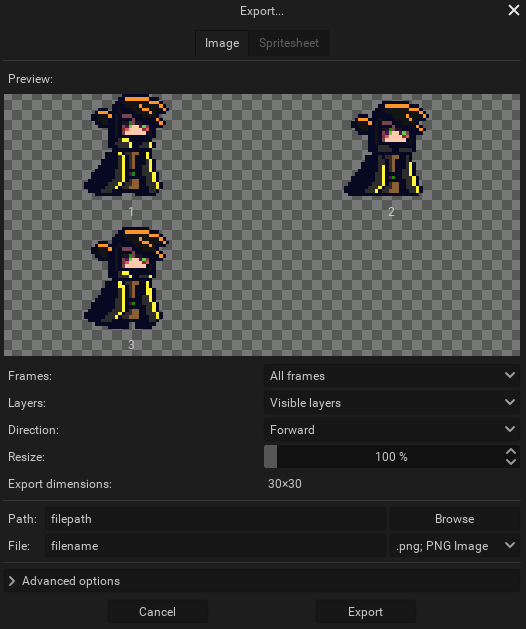 Export...
Image Spritesheet
Preview:
1 2
3
Frames: All frames
Layers: Visible layers
Direction: Forward
Resize: 100 %
Export dimensions: 30×30
Path: filepath Browse
File: filename .png; PNG Image
Advanced options
Cancel Export